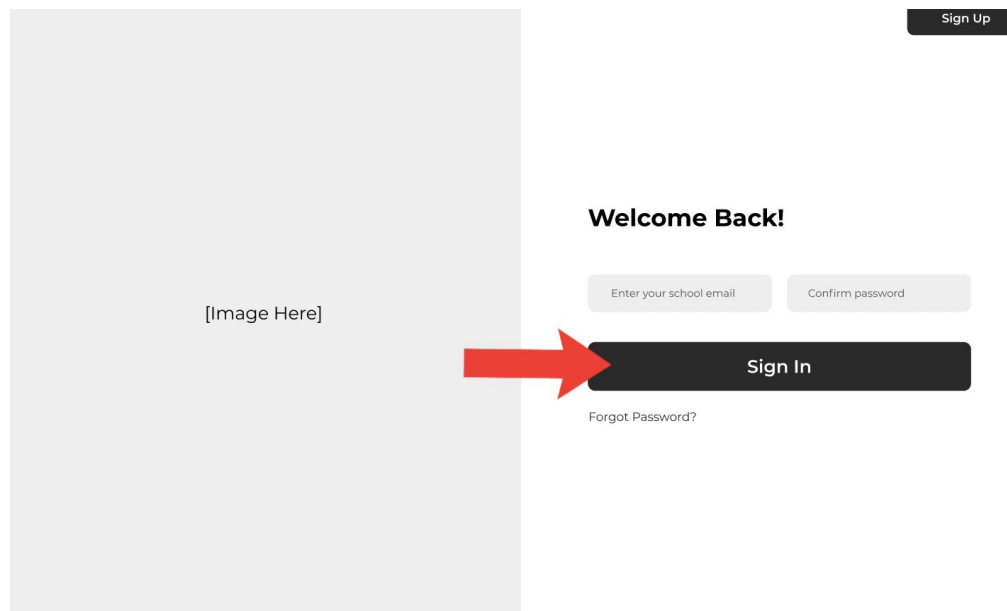 Sign Up
Welcome Back!
Enter your school email
Confirm password
[Image Here]
Sign In
Forgot Password?